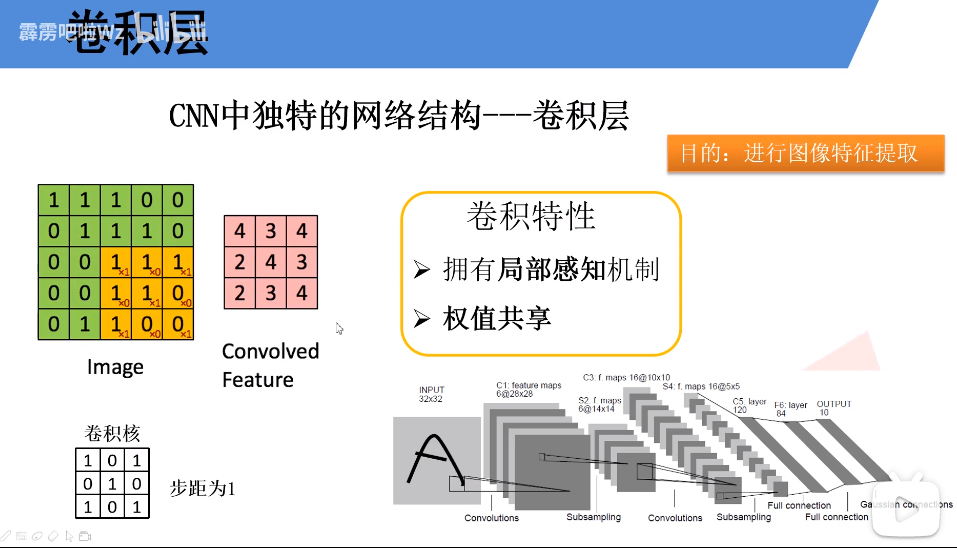 霹雳吧啦Wz bilibili
卷积层
CNN中独特的网络结构---卷积层
目的：进行图像特征提取
1 1 1 0 0
0 1 1 1 0
0 0 1×1 1×0 1×1
0 0 1×0 1×1 0×0
0 1 1×1 0×0 0×1
Image
4 3 4
2 4 3
2 3 4
Convolved
Feature
卷积特性
➢ 拥有局部感知机制
➢ 权值共享
卷积核
1 0 1
0 1 0
1 0 1
步距为1
INPUT
32x32
C1: feature maps
6@28x28
S2: f. maps
6@14x14
C3: f. maps 16@10x10
S4: f. maps 16@5x5
C5: layer
120
F6: layer
84
OUTPUT
10
A
Convolutions
Subsampling
Convolutions
Subsampling
Full connection
Full connection
Gaussian connections